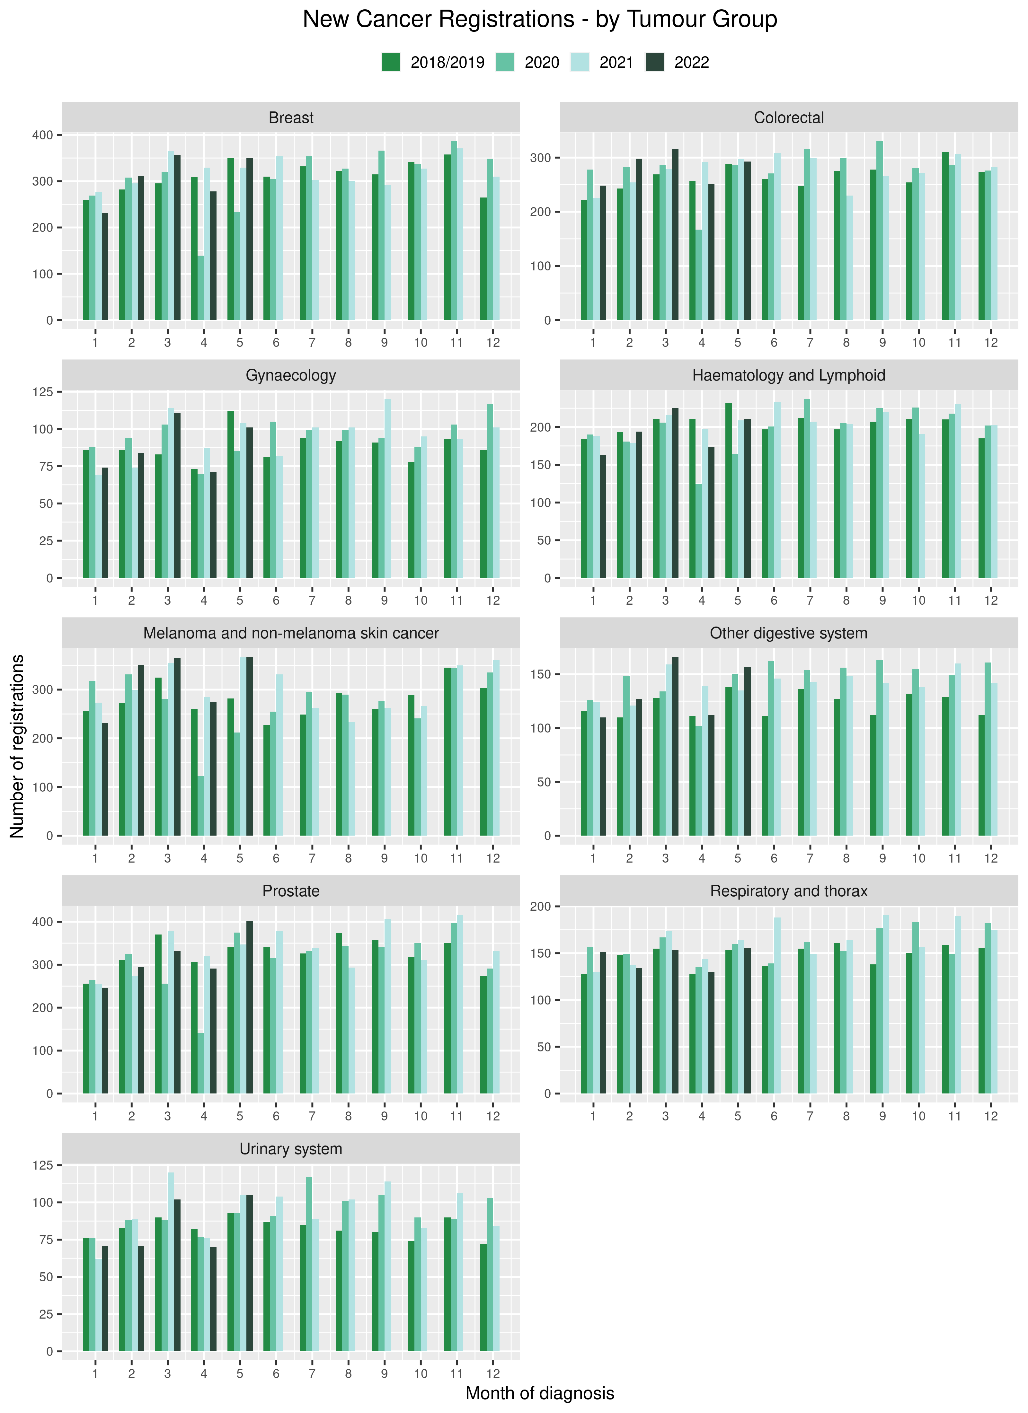 New Cancer Registrations - by Tumour Group
2018/2019 2020 2021 2022
Breast
400
300
200
100
0
1 2 3 4 5 6 7 8 9 10 11 12
Colorectal
300
200
100
0
1 2 3 4 5 6 7 8 9 10 11 12
Gynaecology
125
100
75
50
25
0
1 2 3 4 5 6 7 8 9 10 11 12
Haematology and Lymphoid
200
150
100
50
0
1 2 3 4 5 6 7 8 9 10 11 12
Melanoma and non-melanoma skin cancer
300
200
100
0
1 2 3 4 5 6 7 8 9 10 11 12
Other digestive system
150
100
50
0
1 2 3 4 5 6 7 8 9 10 11 12
Number of registrations
Prostate
400
300
200
100
0
1 2 3 4 5 6 7 8 9 10 11 12
Respiratory and thorax
200
150
100
50
0
1 2 3 4 5 6 7 8 9 10 11 12
Urinary system
125
100
75
50
25
0
1 2 3 4 5 6 7 8 9 10 11 12
Month of diagnosis